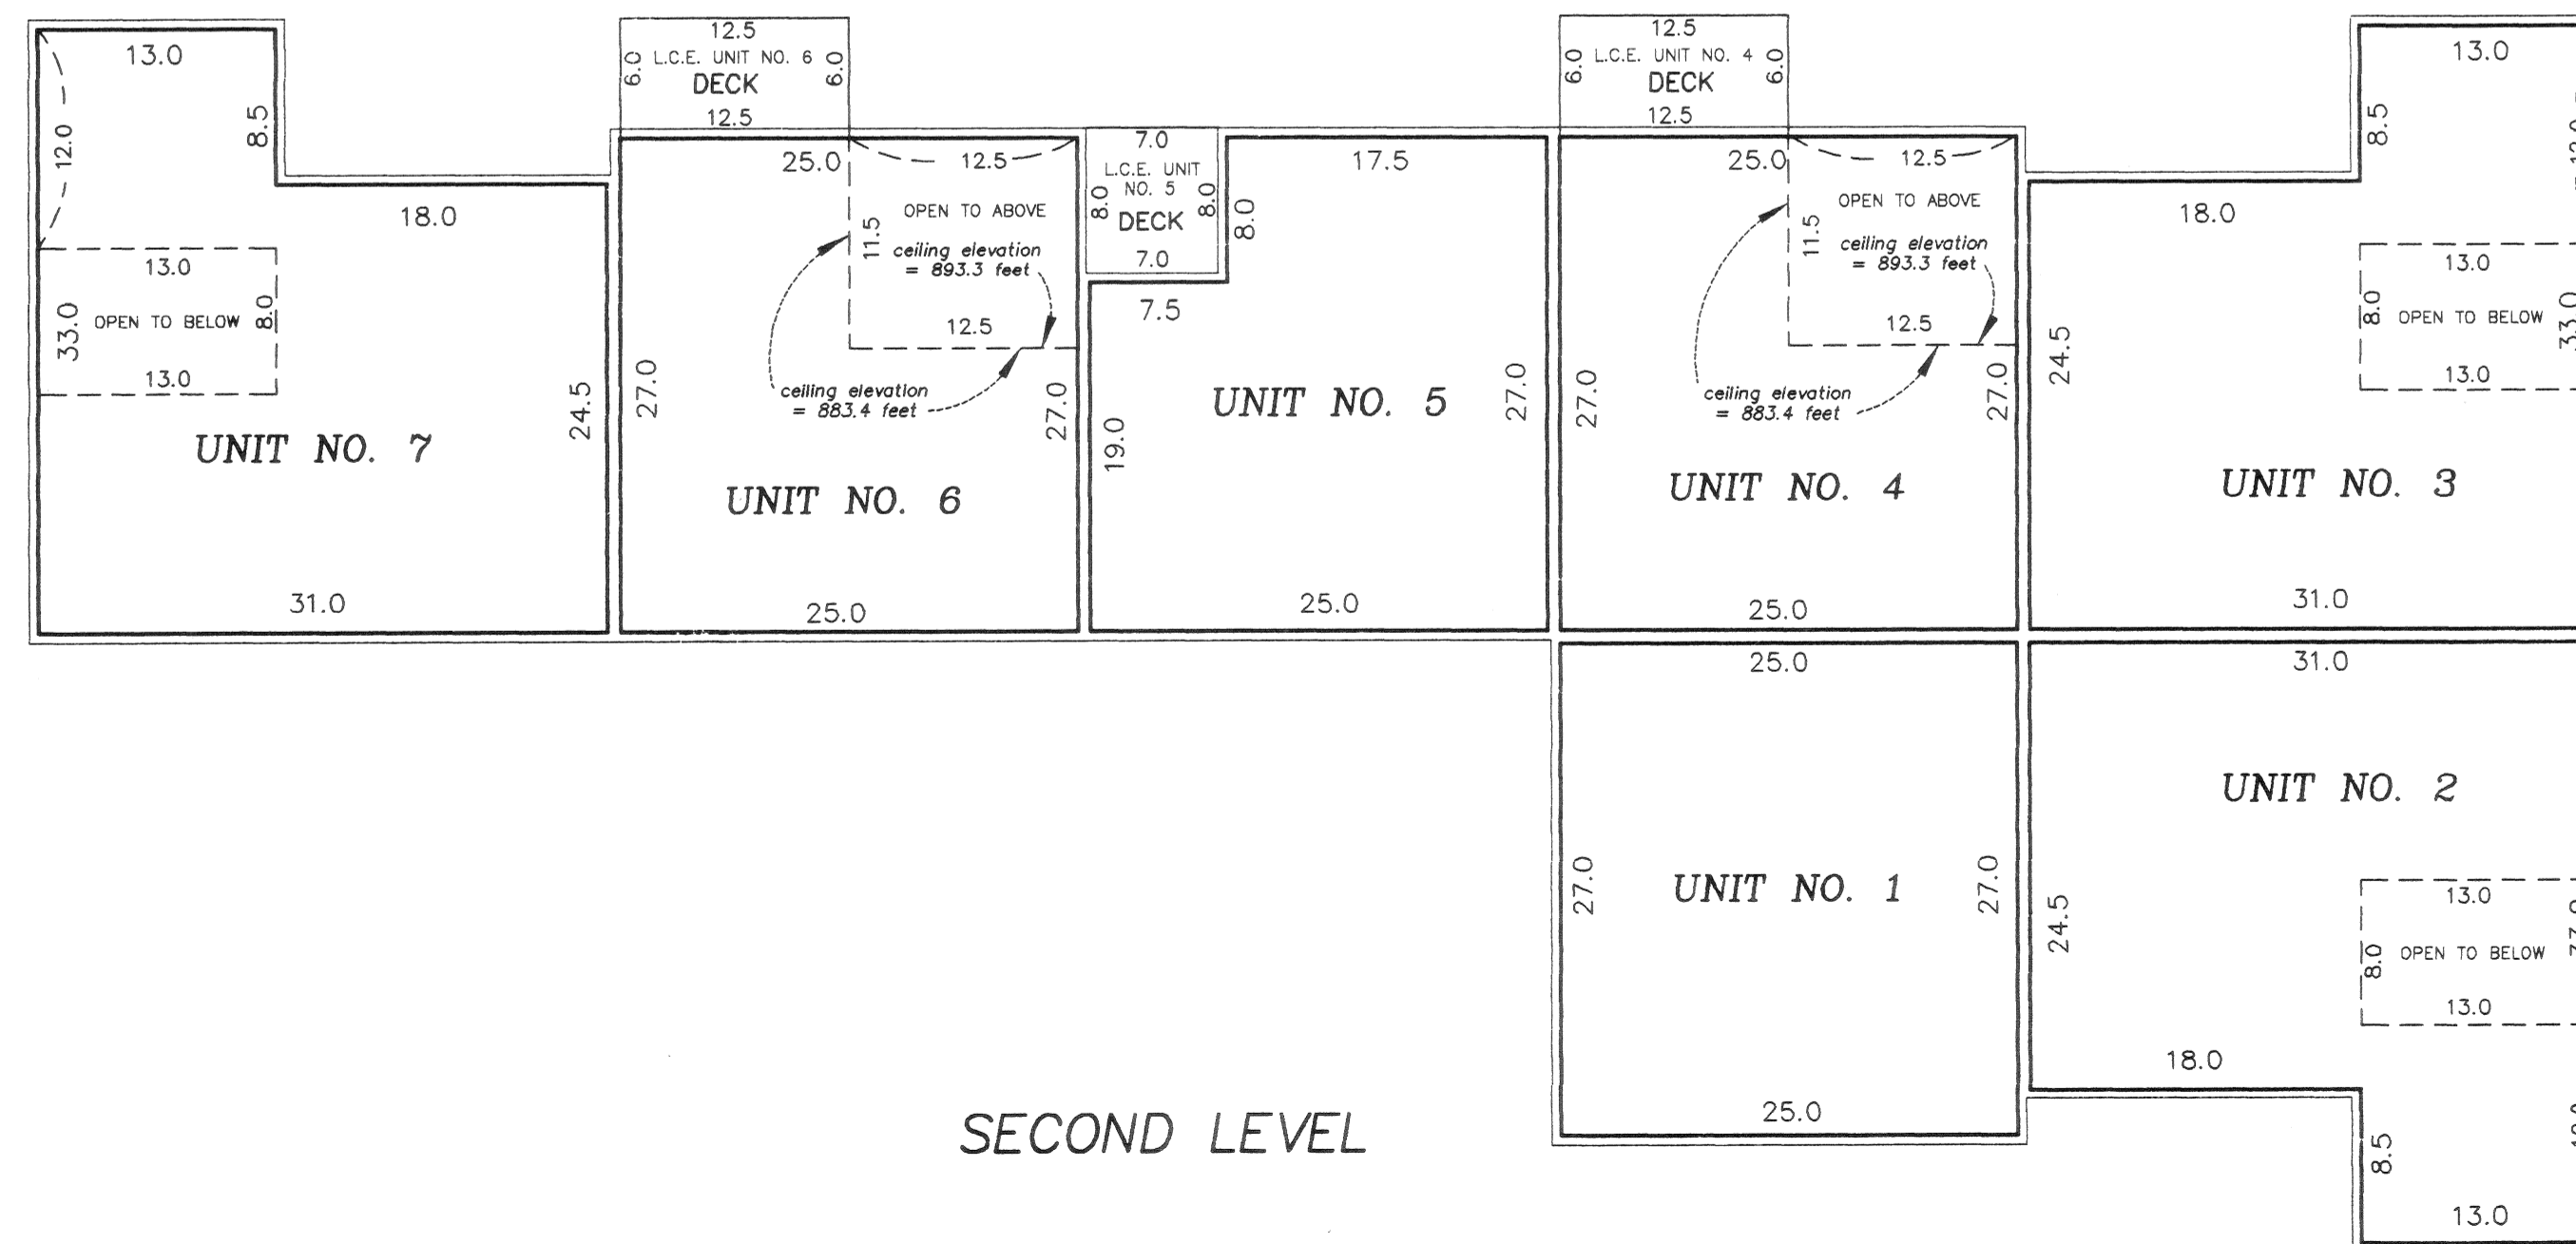 13.0
8.5
12.0
18.0
13.0
OPEN TO BELOW
8.0
33.0
13.0
24.5
UNIT NO. 7
31.0
12.5
6.0
L.C.E. UNIT NO. 6
6.0
DECK
12.5
25.0
12.5
OPEN TO ABOVE
11.5
ceiling elevation
= 893.3 feet
12.5
ceiling elevation
= 883.4 feet
27.0
27.0
UNIT NO. 6
25.0
7.0
L.C.E. UNIT
NO. 5
8.0
8.0
DECK
7.0
8.0
17.5
7.5
UNIT NO. 5
27.0
19.0
25.0
12.5
6.0
L.C.E. UNIT NO. 4
6.0
DECK
12.5
25.0
12.5
OPEN TO ABOVE
11.5
ceiling elevation
= 893.3 feet
12.5
ceiling elevation
= 883.4 feet
27.0
27.0
UNIT NO. 4
25.0
13.0
8.5
18.0
13.0
8.0
OPEN TO BELOW
33.0
13.0
24.5
UNIT NO. 3
31.0
25.0
27.0
UNIT NO. 1
27.0
25.0
31.0
UNIT NO. 2
24.5
13.0
8.0
OPEN TO BELOW
13.0
18.0
8.5
13.0
SECOND LEVEL